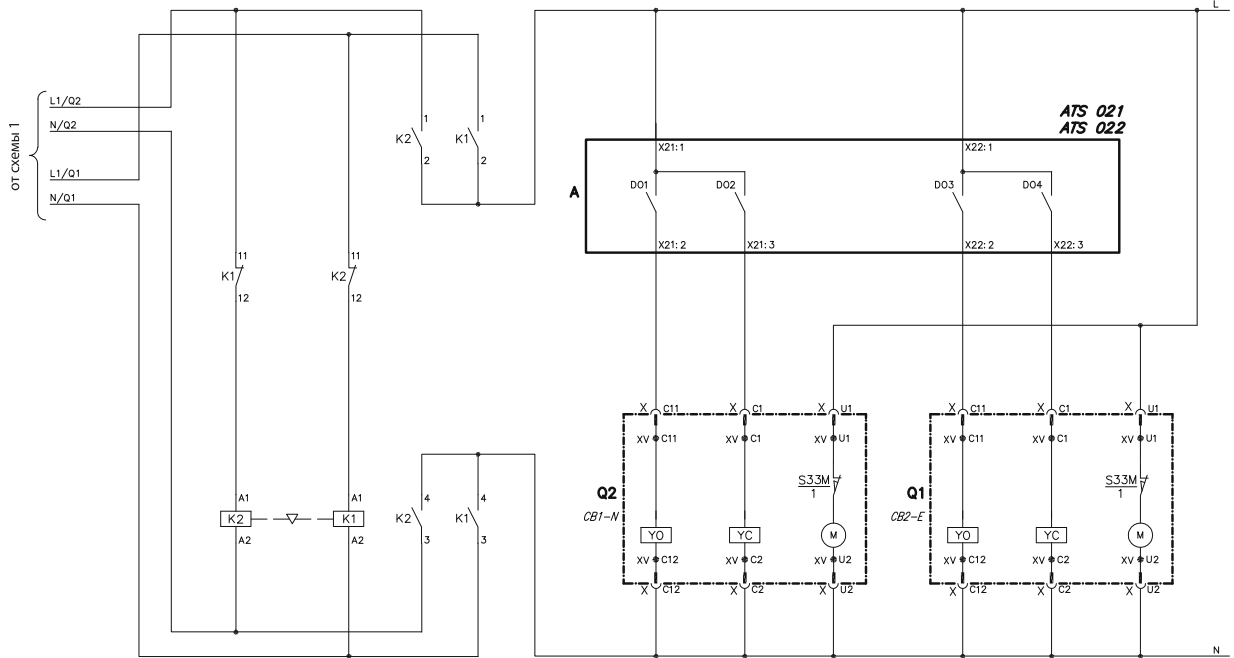 L
от схемы 1
L1/Q2
N/Q2
L1/Q1
N/Q1
1
K2
2
1
K1
2
ATS 021
ATS 022
A
X21:1
X22:1
DO1
DO2
DO3
DO4
X21:2
X21:3
X22:2
X22:3
11
K1
12
11
K2
12
X C11
X C1
X U1
X C11
X C1
X U1
XV C11
XV C1
XV U1
XV C11
XV C1
XV U1
S33M
1
S33M
1
Q2
CB1-N
Q1
CB2-E
A1
K2
A2
A1
K1
A2
4
K2
3
4
K1
3
YO
YC
M
YO
YC
M
XV C12
XV C2
XV U2
XV C12
XV C2
XV U2
X C12
X C2
X U2
X C12
X C2
X U2
N